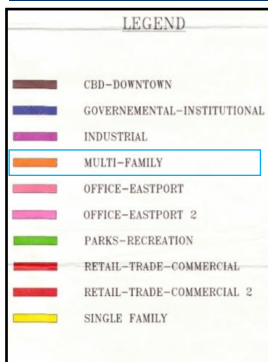 LEGEND
CBD-DOWNTOWN
GOVERNEMENTAL-INSTITUTIONAL
INDUSTRIAL
MULTI-FAMILY
OFFICE-EASTPORT
OFFICE-EASTPORT 2
PARKS-RECREATION
RETAIL-TRADE-COMMERCIAL
RETAIL-TRADE-COMMERCIAL 2
SINGLE FAMILY